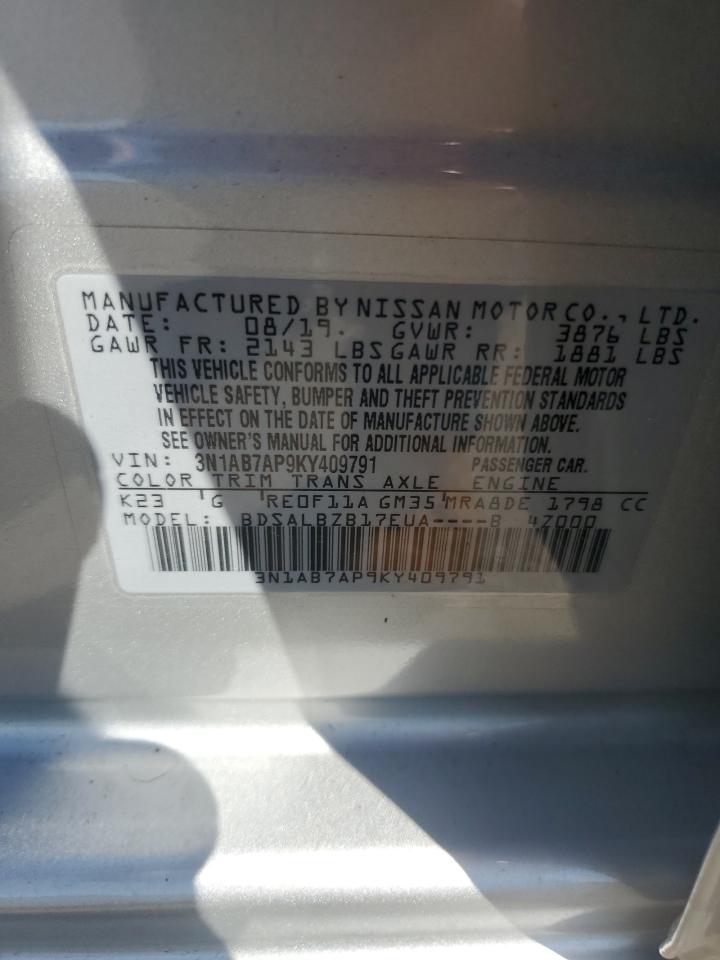 MANUFACTURED BY NISSAN MOTOR CO., LTD.
DATE: 08/19. GVWR: 3876 LBS
GAWR FR: 2143 LBS GAWR RR: 1881 LBS
THIS VEHICLE CONFORMS TO ALL APPLICABLE FEDERAL MOTOR
VEHICLE SAFETY, BUMPER AND THEFT PREVENTION STANDARDS
IN EFFECT ON THE DATE OF MANUFACTURE SHOWN ABOVE.
SEE OWNER'S MANUAL FOR ADDITIONAL INFORMATION.
VIN: 3N1AB7AP9KY409791 PASSENGER CAR.
COLOR TRIM TRANS AXLE ENGINE
K23 G RE0F11A GM35 MRA8DE 1798 CC
MODEL: BDSALBZB17EUA----B 4Z000
3N1AB7AP9KY409791